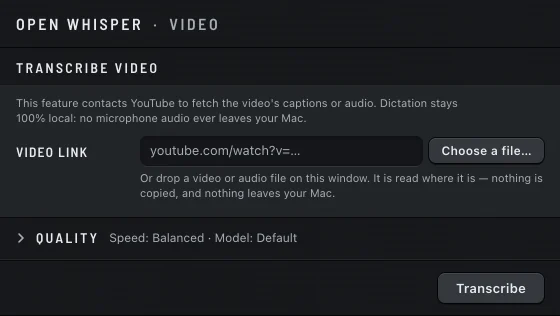 OPEN WHISPER · VIDEO
TRANSCRIBE VIDEO
This feature contacts YouTube to fetch the video's captions or audio. Dictation stays
100% local: no microphone audio ever leaves your Mac.
VIDEO LINK
youtube.com/watch?v=...
Choose a file...
Or drop a video or audio file on this window. It is read where it is — nothing is
copied, and nothing leaves your Mac.
QUALITY Speed: Balanced · Model: Default
Transcribe